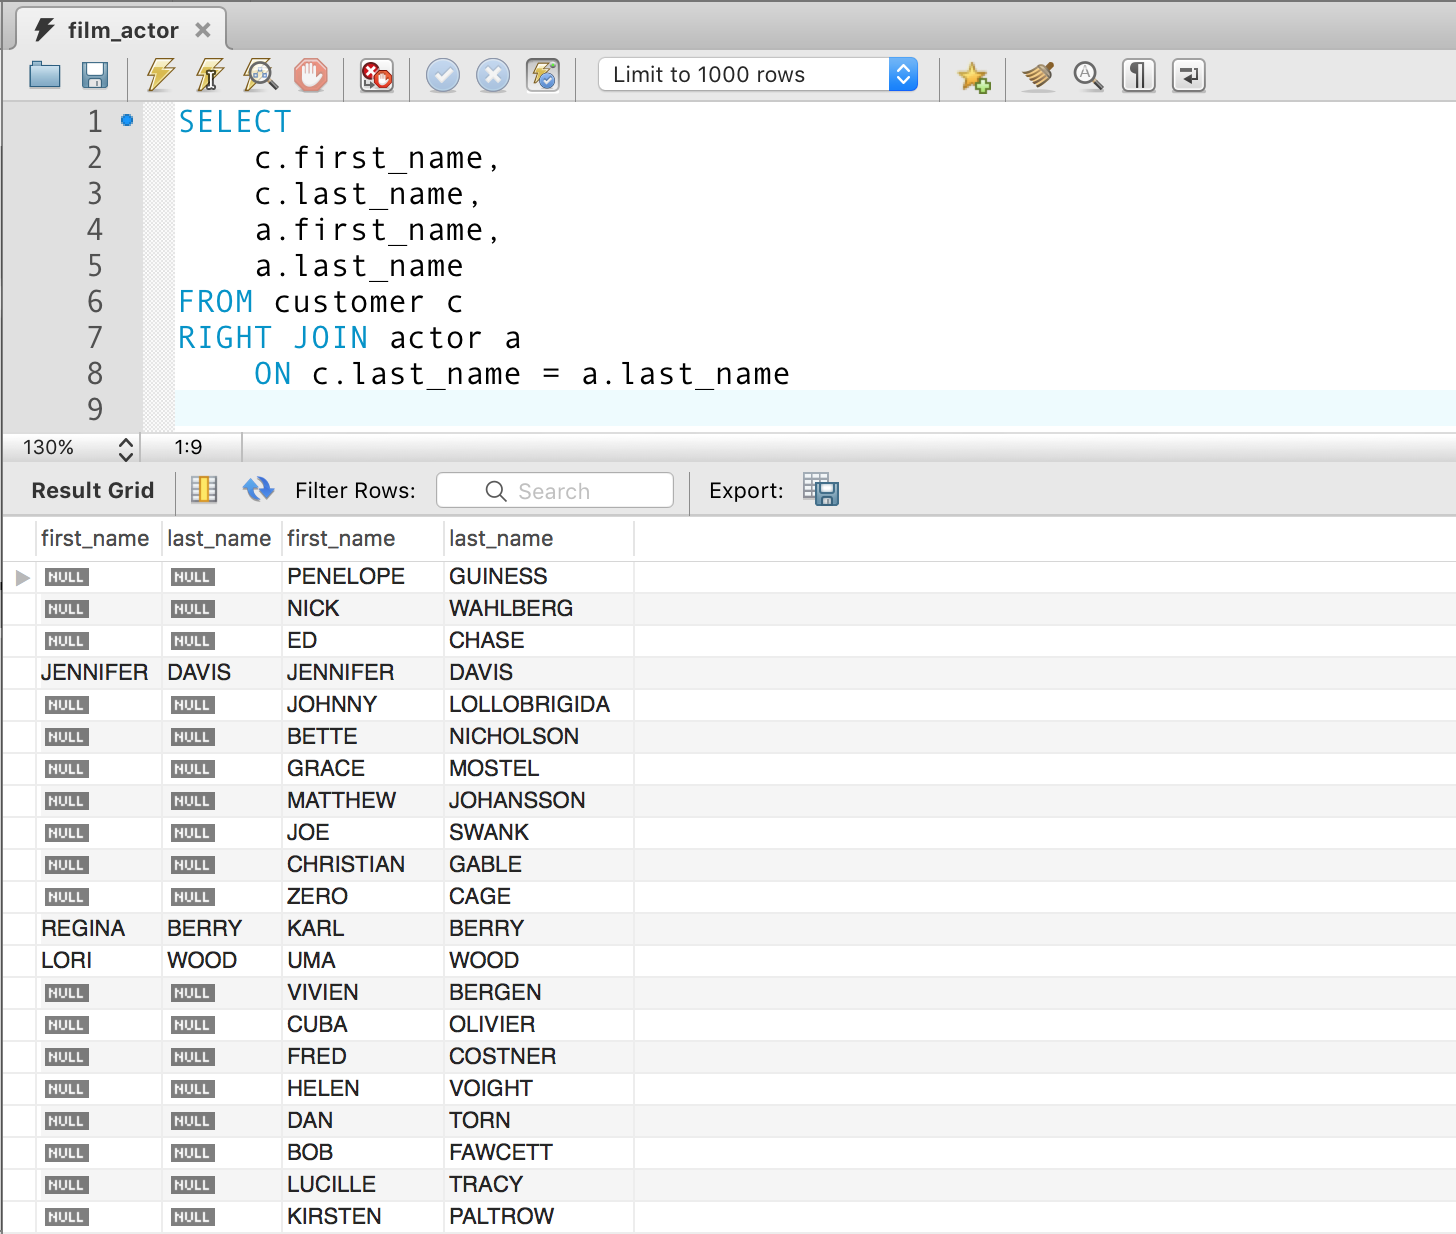 film_actor
Limit to 1000 rows
1 SELECT
2 c.first_name,
3 c.last_name,
4 a.first_name,
5 a.last_name
6 FROM customer c
7 RIGHT JOIN actor a
8 ON c.last_name = a.last_name
9
130% 1:9
Result Grid Filter Rows: Search Export:
first_name last_name first_name last_name
NULL NULL PENELOPE GUINESS
NULL NULL NICK WAHLBERG
NULL NULL ED CHASE
JENNIFER DAVIS JENNIFER DAVIS
NULL NULL JOHNNY LOLLOBRIGIDA
NULL NULL BETTE NICHOLSON
NULL NULL GRACE MOSTEL
NULL NULL MATTHEW JOHANSSON
NULL NULL JOE SWANK
NULL NULL CHRISTIAN GABLE
NULL NULL ZERO CAGE
REGINA BERRY KARL BERRY
LORI WOOD UMA WOOD
NULL NULL VIVIEN BERGEN
NULL NULL CUBA OLIVIER
NULL NULL FRED COSTNER
NULL NULL HELEN VOIGHT
NULL NULL DAN TORN
NULL NULL BOB FAWCETT
NULL NULL LUCILLE TRACY
NULL NULL KIRSTEN PALTROW